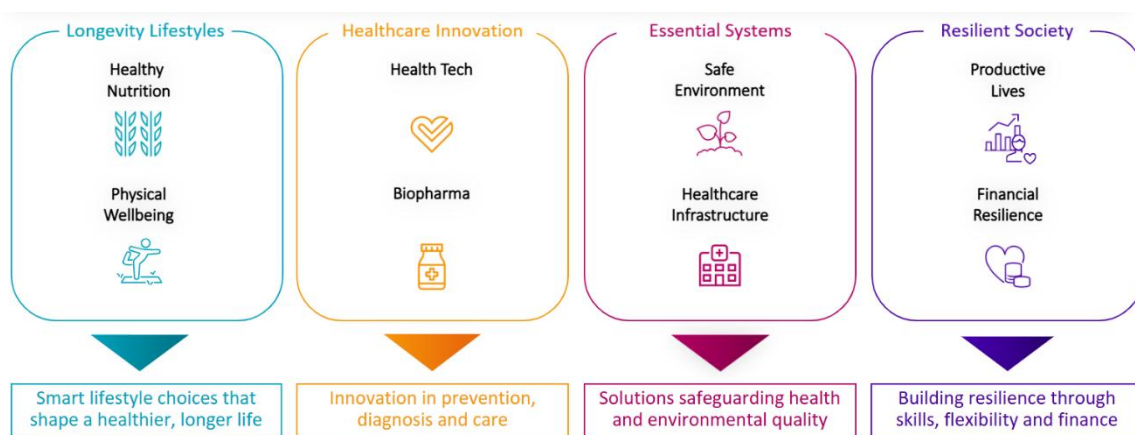 Longevity Lifestyles
Healthy
Nutrition
Physical
Wellbeing
Smart lifestyle choices that
shape a healthier, longer life
Healthcare Innovation
Health Tech
Biopharma
Innovation in prevention,
diagnosis and care
Essential Systems
Safe
Environment
Healthcare
Infrastructure
Solutions safeguarding health
and environmental quality
Resilient Society
Productive
Lives
Financial
Resilience
Building resilience through
skills, flexibility and finance